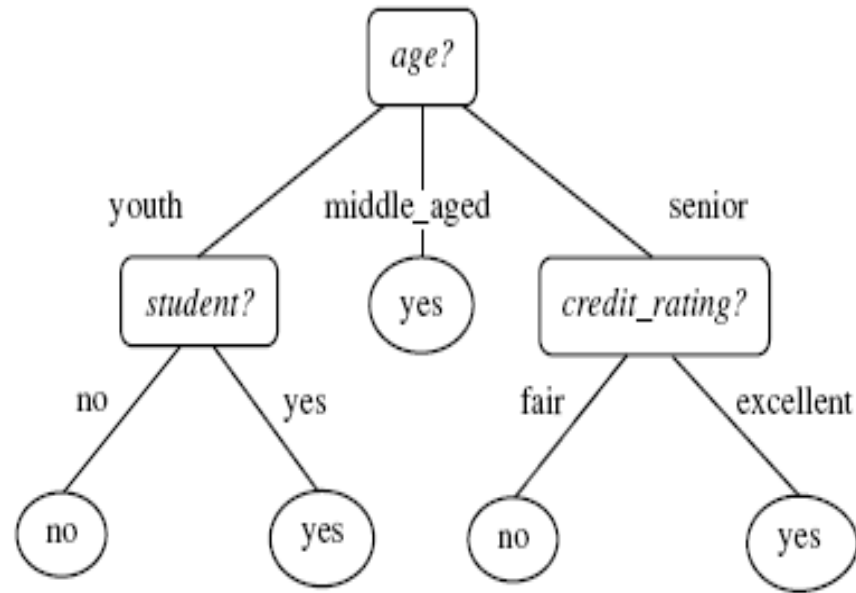 age?
youth middle_aged senior
student? yes credit_rating?
no yes fair excellent
no yes no yes